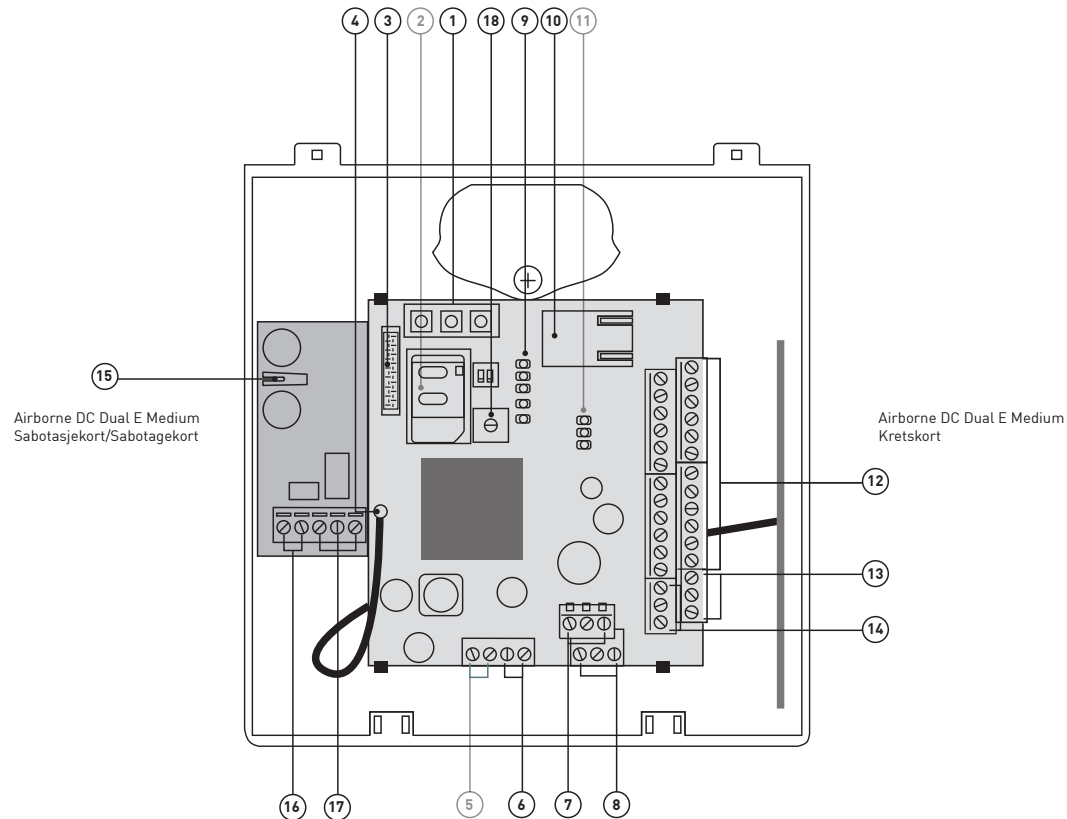 4 3 2 1 18 9 10 11
15
Airborne DC Dual E Medium
Sabotasjekort/Sabotagekort
Airborne DC Dual E Medium
Kretskort
12
13
14
16 17 5 6 7 8